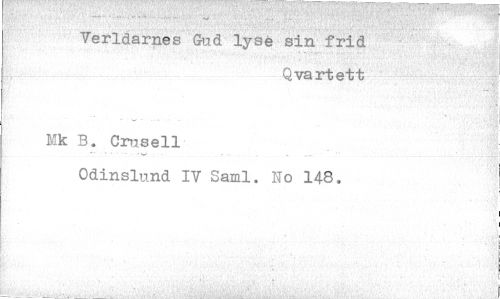 Verldarnes Gud lyse sin frid
Qvartett
Mk B. Crusell
Odinslund IV Saml. No 148.